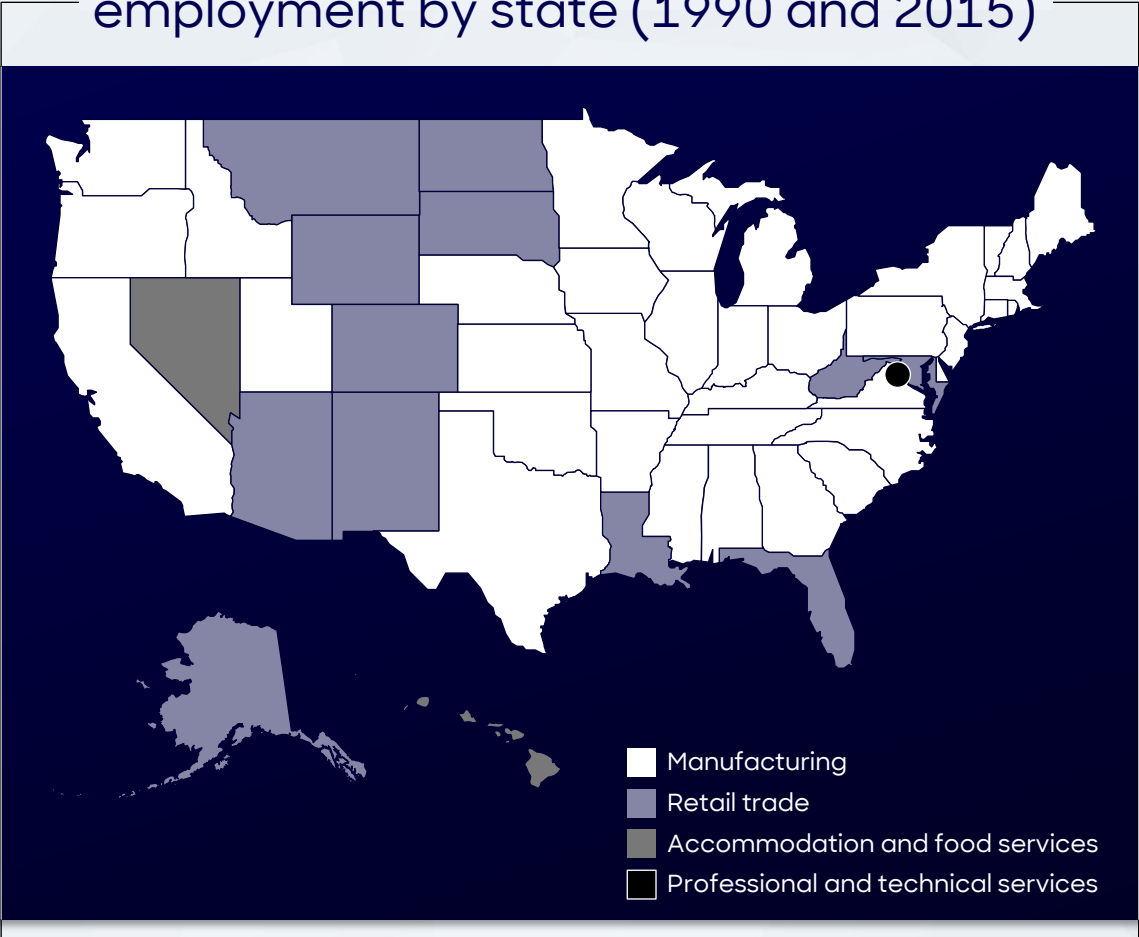 employment by state (1990 and 2015)
Manufacturing
Retail trade
Accommodation and food services
Professional and technical services